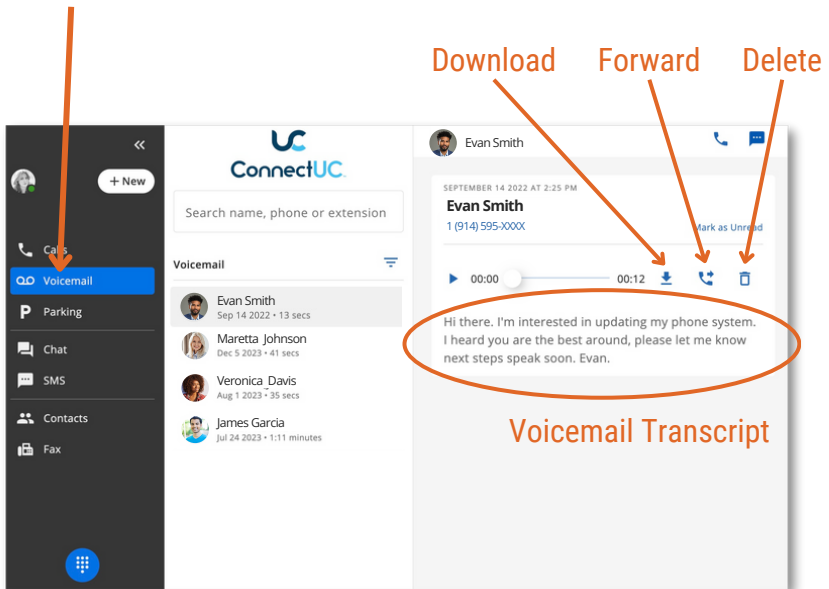 Download Forward Delete
+ New
Calls
Voicemail
P Parking
Chat
SMS
Contacts
Fax
UC
ConnectUC
Search name, phone or extension
Voicemail
Evan Smith
Sep 14 2022 • 13 secs
Maretta Johnson
Dec 5 2023 • 41 secs
Veronica Davis
Aug 1 2023 • 35 secs
James Garcia
Jul 24 2023 • 1:11 minutes
Evan Smith
SEPTEMBER 14 2022 AT 2:25 PM
Evan Smith
1 (914) 595-XXXX Mark as Unread
00:00 00:12
Hi there. I'm interested in updating my phone system.
I heard you are the best around, please let me know
next steps speak soon. Evan.
Voicemail Transcript